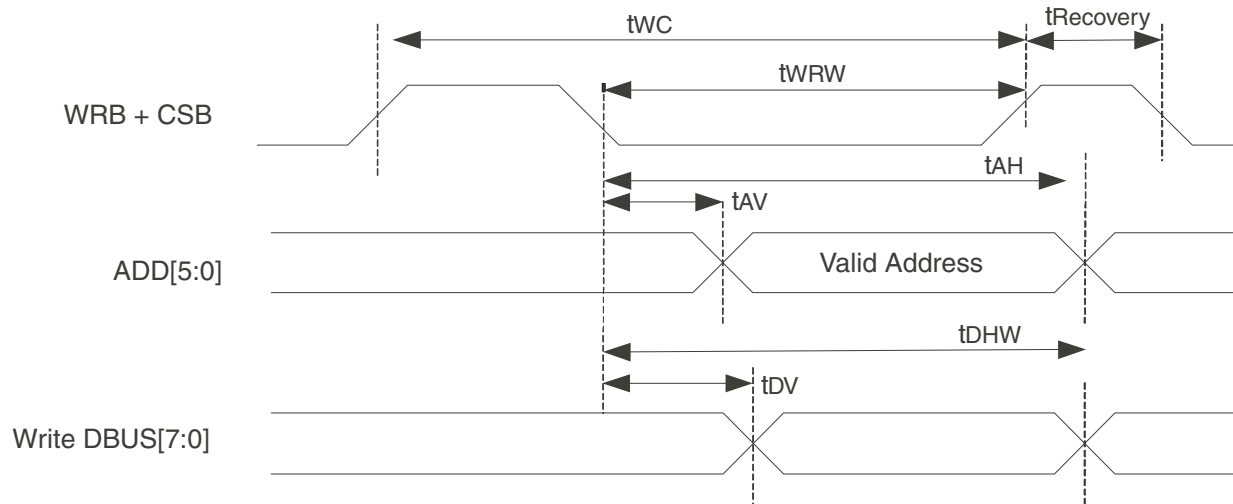 tWC
tRecovery
tWRW
WRB + CSB
tAH
tAV
ADD[5:0]
Valid Address
tDHW
tDV
Write DBUS[7:0]